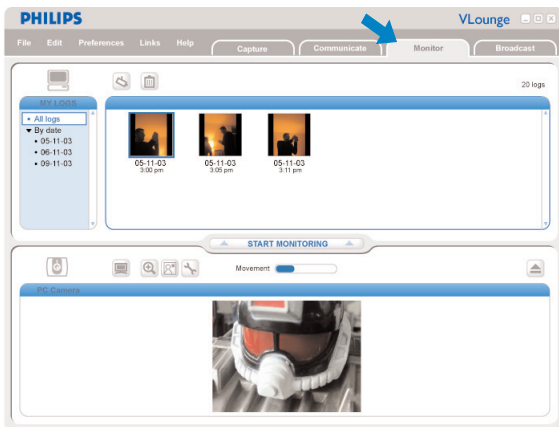 PHILIPS
VLounge
File Edit Preferences Links Help
Capture Communicate Monitor Broadcast
20 logs
MY LOGS
• All logs
▼ By date
• 05-11-03
• 06-11-03
• 09-11-03
05-11-03 05-11-03 05-11-03
3:00 pm 3:05 pm 3:11 pm
START MONITORING
Movement
PC Camera